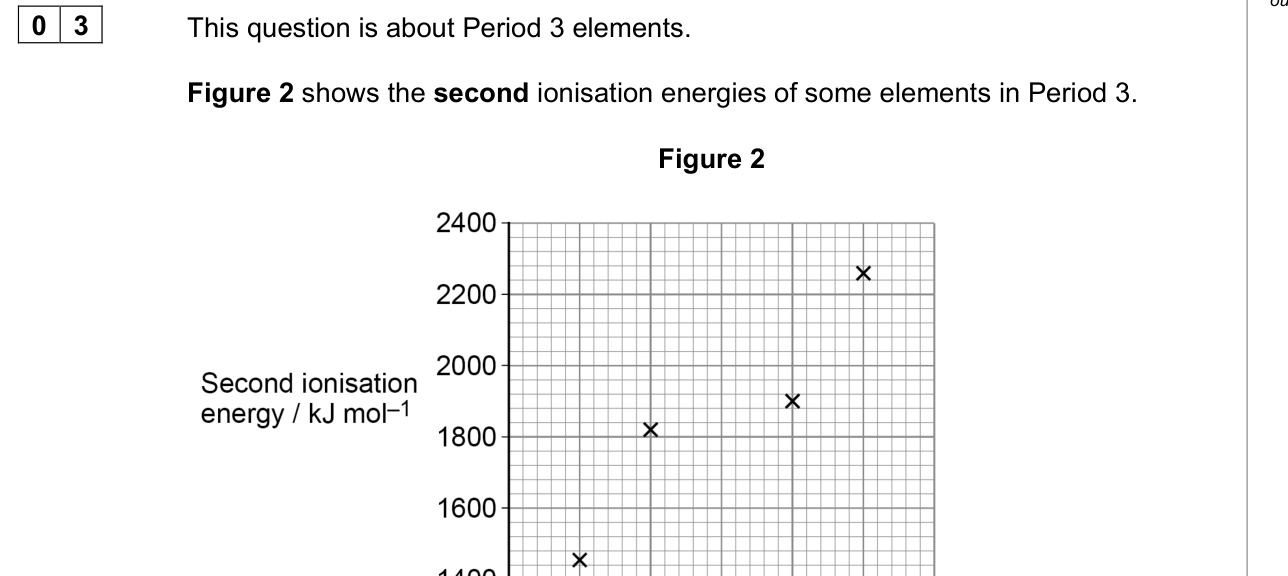 0 3 This question is about Period 3 elements.
Figure 2 shows the second ionisation energies of some elements in Period 3.
Figure 2
2400
2200
2000
Second ionisation
energy / kJ mol–1
1800
1600
1400